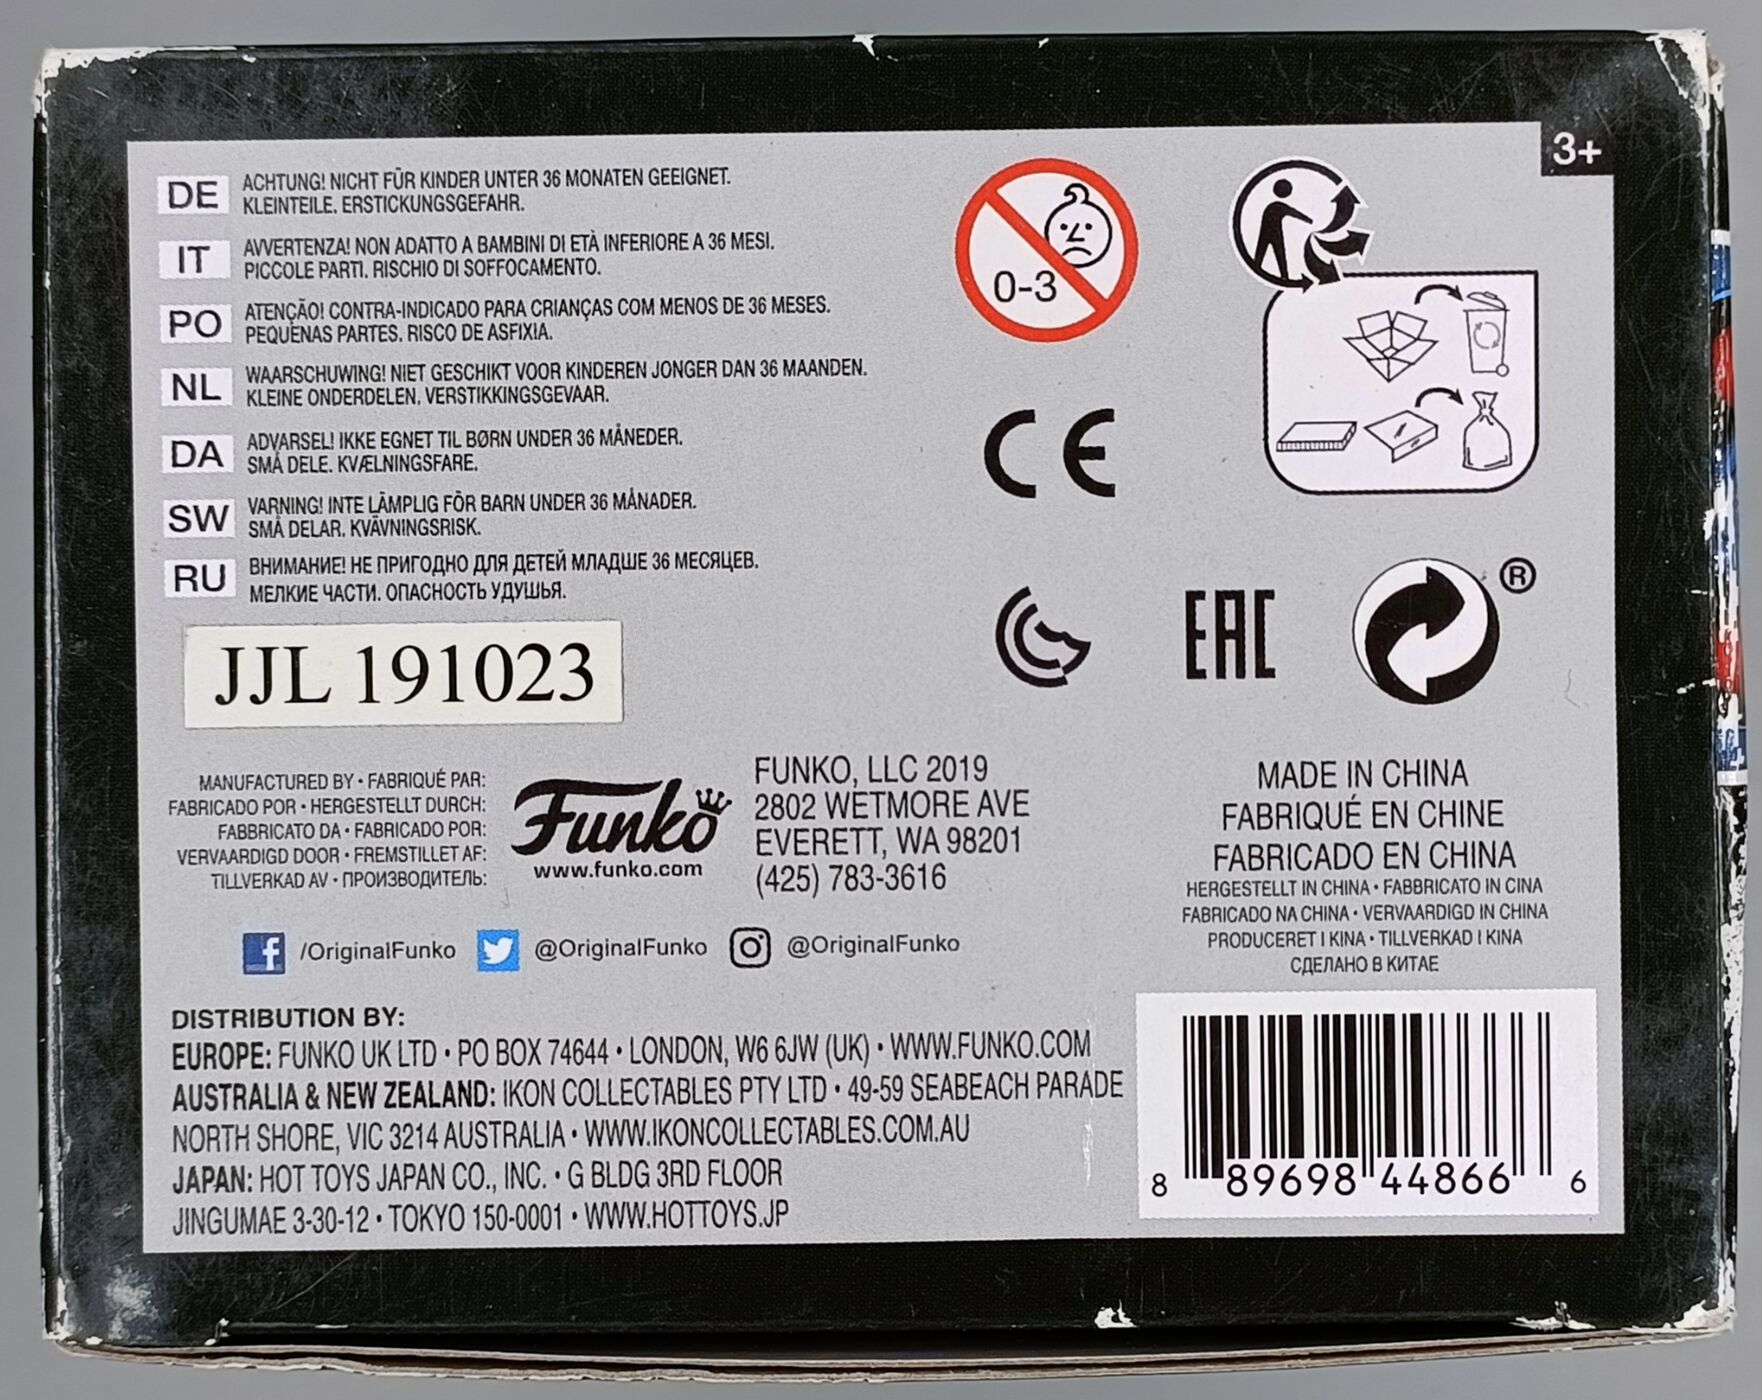 3+
DE
ACHTUNG! NICHT FÜR KINDER UNTER 36 MONATEN GEEIGNET.
KLEINTEILE. ERSTICKUNGSGEFAHR.
IT
AVVERTENZA! NON ADATTO A BAMBINI DI ETÀ INFERIORE A 36 MESI.
PICCOLE PARTI. RISCHIO DI SOFFOCAMENTO.
PO
ATENÇÃO! CONTRA-INDICADO PARA CRIANÇAS COM MENOS DE 36 MESES.
PEQUENAS PARTES. RISCO DE ASFIXIA.
NL
WAARSCHUWING! NIET GESCHIKT VOOR KINDEREN JONGER DAN 36 MAANDEN.
KLEINE ONDERDELEN, VERSTIKKINGSGEVAAR.
DA
ADVARSEL! IKKE EGNET TIL BØRN UNDER 36 MÅNEDER.
SMÅ DELE. KVÆLNINGSFARE.
SW
VARNING! INTE LÄMPLIG FÖR BARN UNDER 36 MÅNADER.
SMÅ DELAR. KVÄVNINGSRISK.
RU
ВНИМАНИЕ! НЕ ПРИГОДНО ДЛЯ ДЕТЕЙ МЛАДШЕ 36 МЕСЯЦЕВ.
МЕЛКИЕ ЧАСТИ. ОПАСНОСТЬ УДУШЬЯ.
0-3
CE
EAC
®
JJL 191023
MANUFACTURED BY • FABRIQUÉ PAR:
FABRICADO POR • HERGESTELLT DURCH:
FABBRICATO DA • FABRICADO POR:
VERVAARDIGD DOOR • FREMSTILLET AF:
TILLVERKAD AV • ПРОИЗВОДИТЕЛЬ:
Funko
www.funko.com
FUNKO, LLC 2019
2802 WETMORE AVE
EVERETT, WA 98201
(425) 783-3616
MADE IN CHINA
FABRIQUÉ EN CHINE
FABRICADO EN CHINA
HERGESTELLT IN CHINA • FABBRICATO IN CINA
FABRICADO NA CHINA • VERVAARDIGD IN CHINA
PRODUCERET I KINA • TILLVERKAD I KINA
СДЕЛАНО В КИТАЕ
/OriginalFunko @OriginalFunko @OriginalFunko
DISTRIBUTION BY:
EUROPE: FUNKO UK LTD • PO BOX 74644 • LONDON, W6 6JW (UK) • WWW.FUNKO.COM
AUSTRALIA & NEW ZEALAND: IKON COLLECTABLES PTY LTD • 49-59 SEABEACH PARADE
NORTH SHORE, VIC 3214 AUSTRALIA • WWW.IKONCOLLECTABLES.COM.AU
JAPAN: HOT TOYS JAPAN CO., INC. • G BLDG 3RD FLOOR
JINGUMAE 3-30-12 • TOKYO 150-0001 • WWW.HOTTOYS.JP
8 89698 44866 6